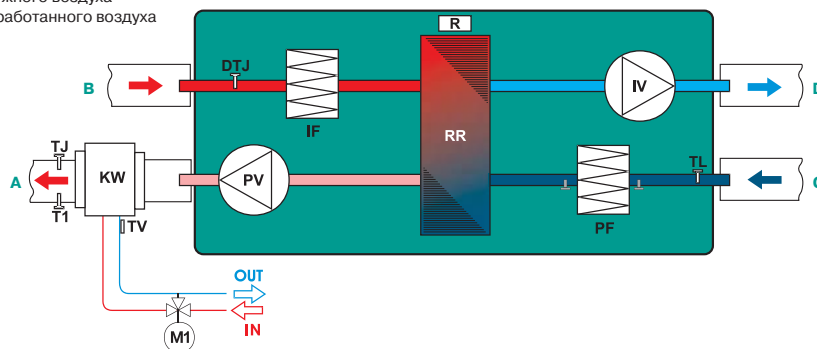 работанного воздуха
R
DTJ
B
IV
IF
RR
TJ
TL
A
KW
PV
T1
TV
PF
OUT
IN
M1